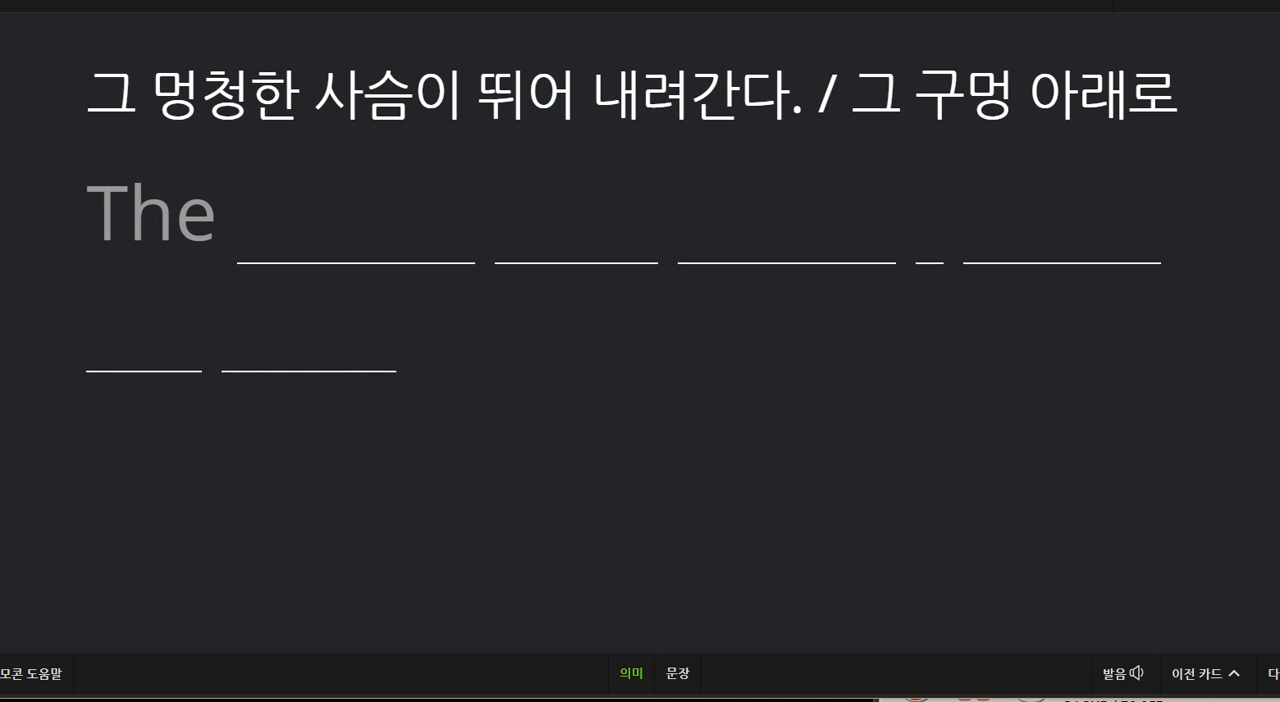 그 멍청한 사슴이 뛰어 내려간다. / 그 구멍 아래로
The
모콘 도움말
의미
문장
발음
이전 카드
다